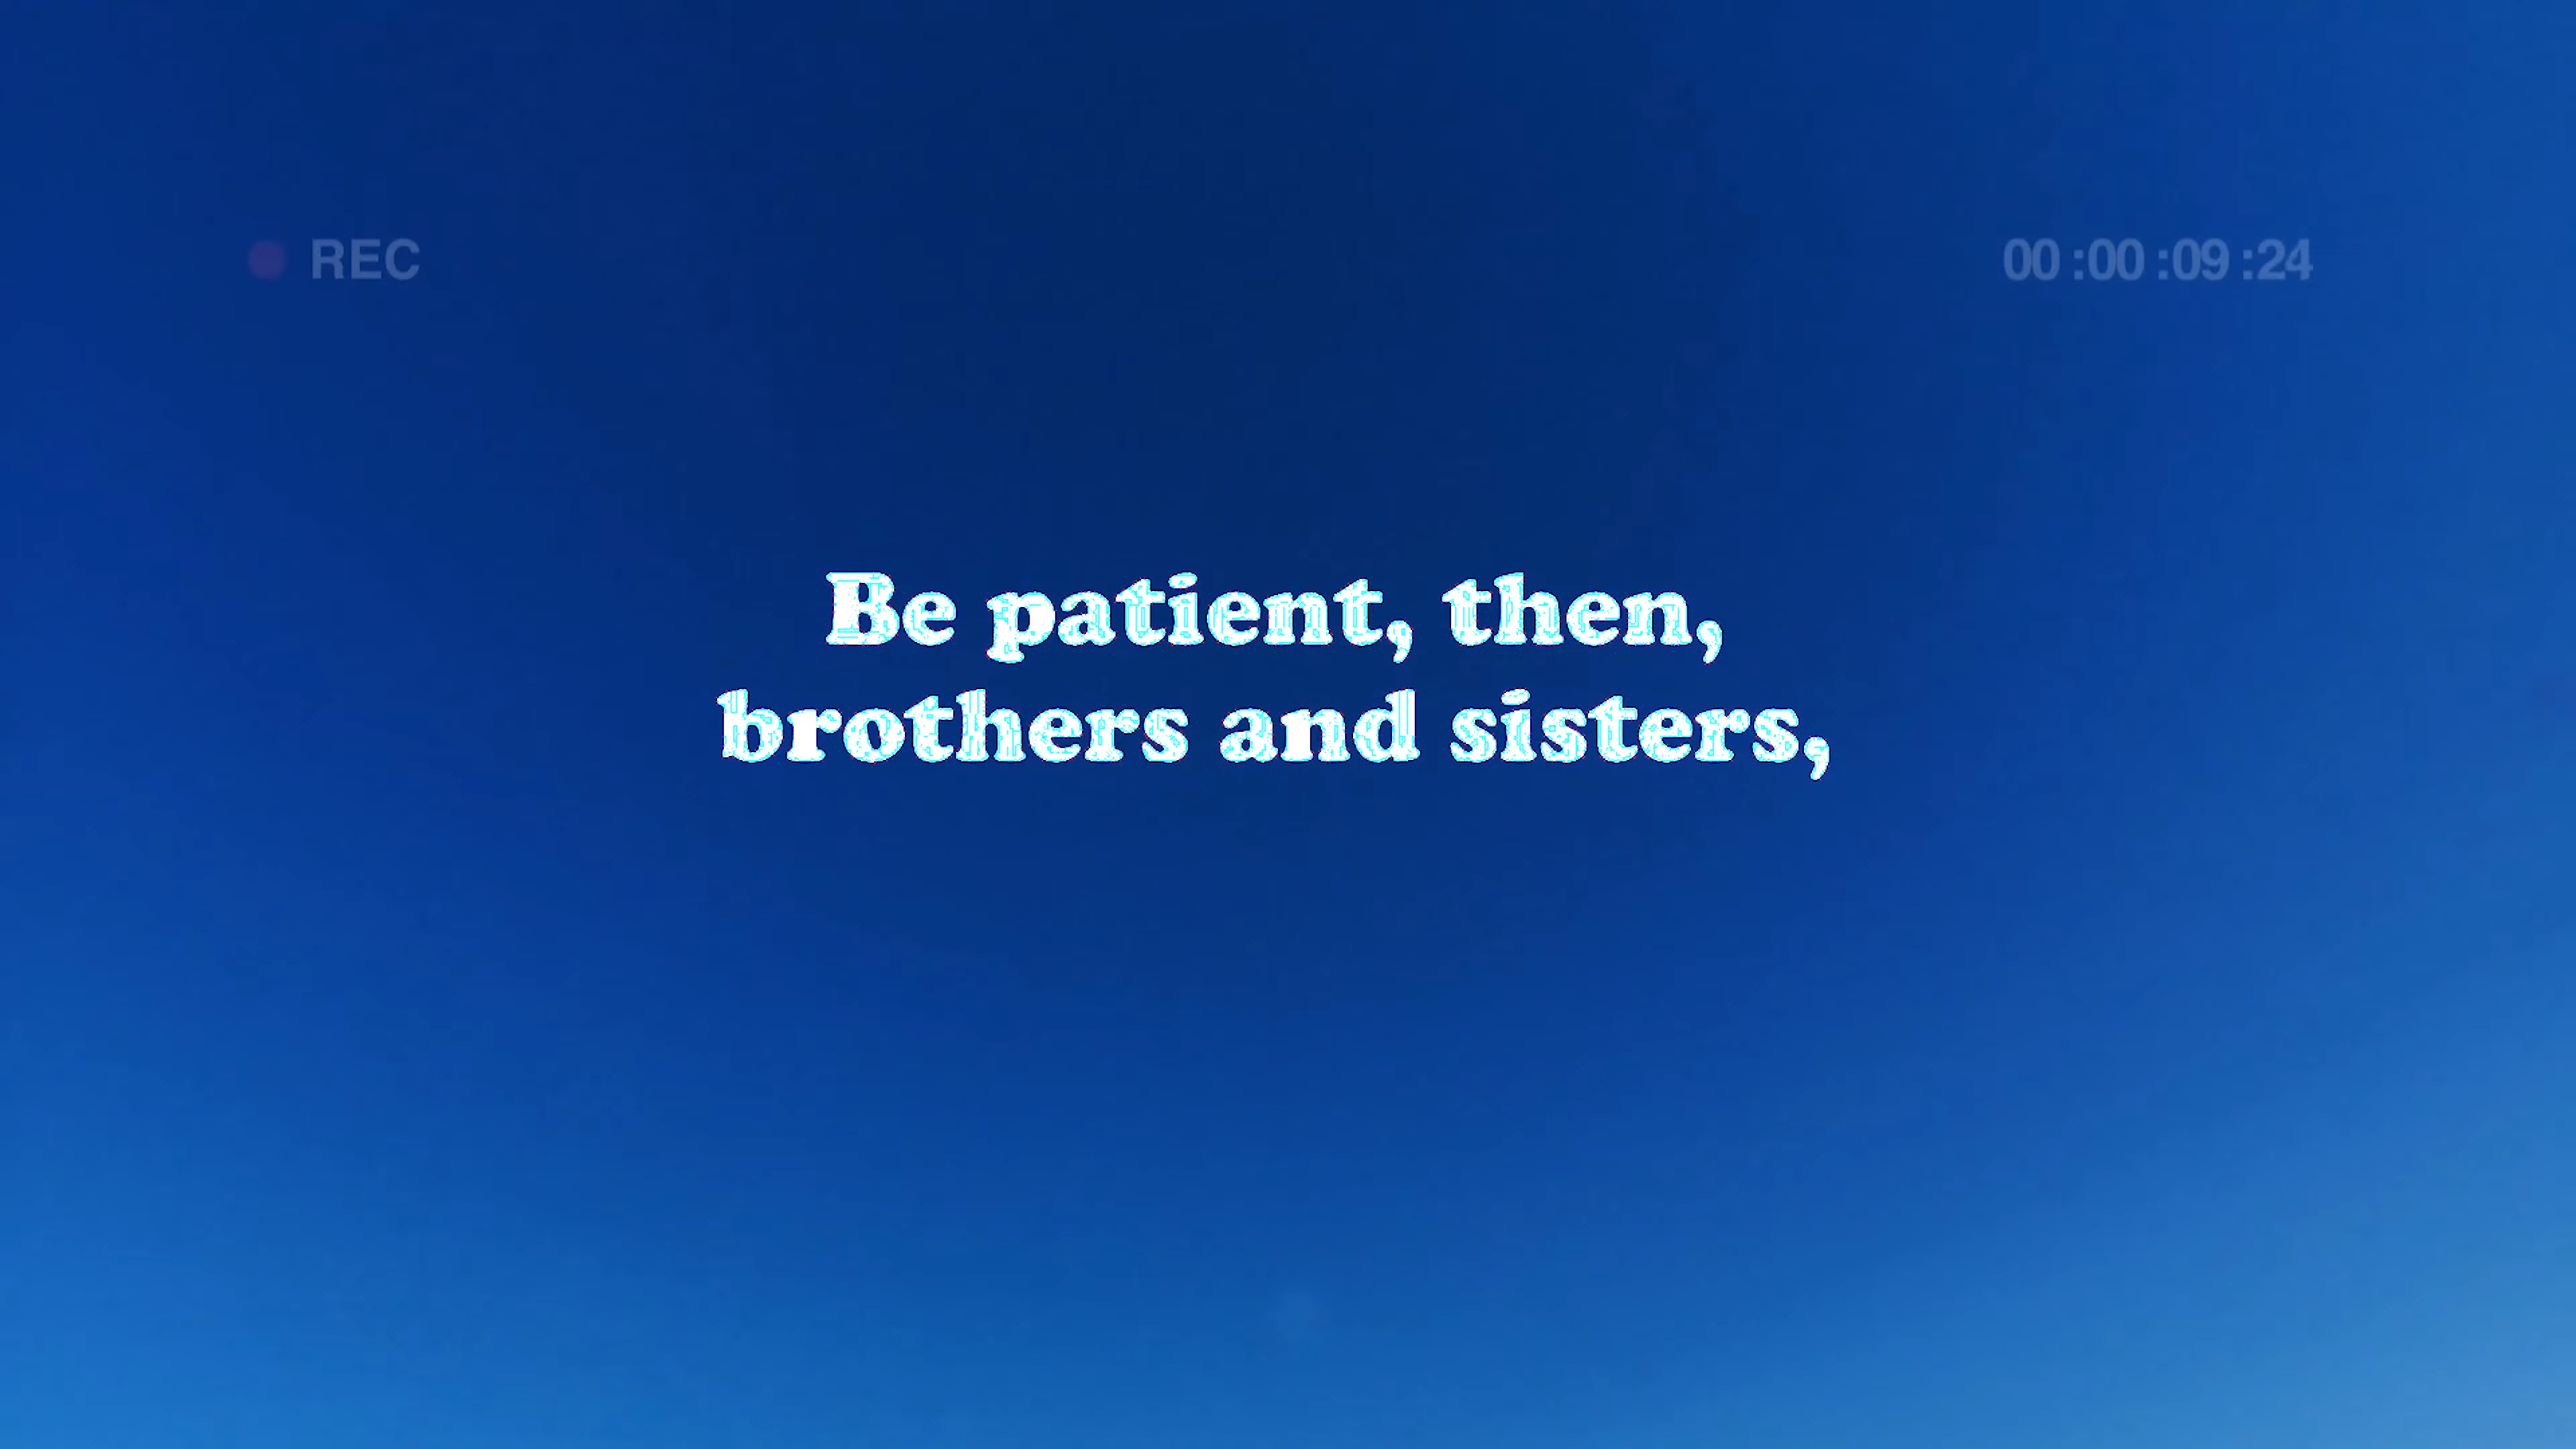 REC 00:00:09:24
Be patient, then,
brothers and sisters,